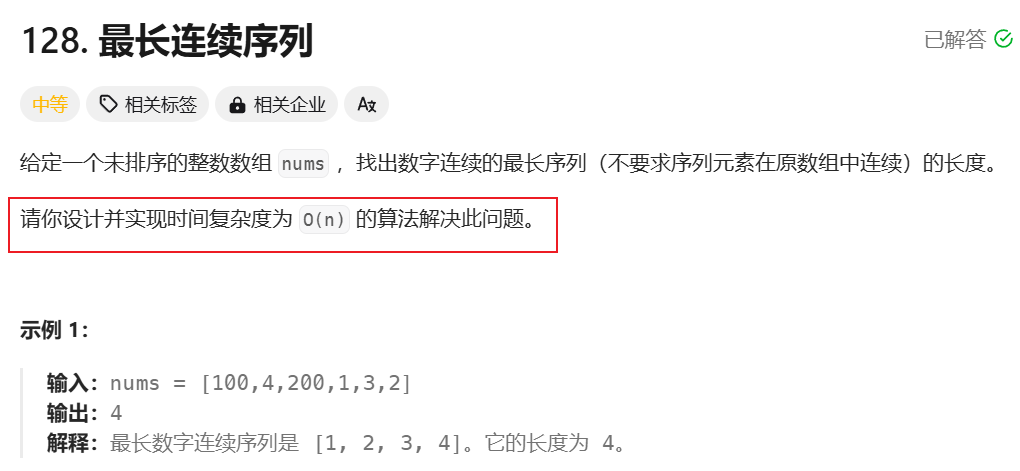 128. 最长连续序列
已解答
中等 相关标签 相关企业 A文
给定一个未排序的整数数组 nums ，找出数字连续的最长序列（不要求序列元素在原数组中连续）的长度。
请你设计并实现时间复杂度为 O(n) 的算法解决此问题。
示例 1：
输入：nums = [100,4,200,1,3,2]
输出：4
解释：最长数字连续序列是 [1, 2, 3, 4]。它的长度为 4。